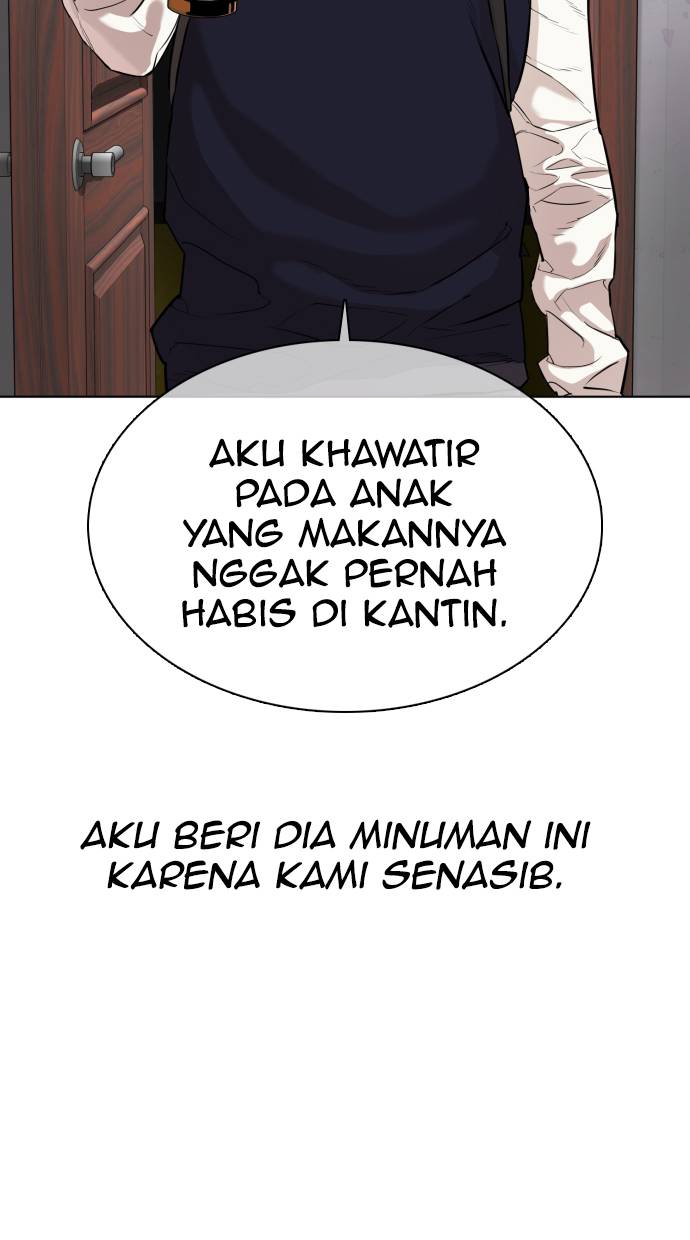 AKU KHAWATIR
PADA ANAK
YANG MAKANNYA
NGGAK PERNAH
HABIS DI KANTIN.
AKU BERI DIA MINUMAN INI
KARENA KAMI SENASIB.